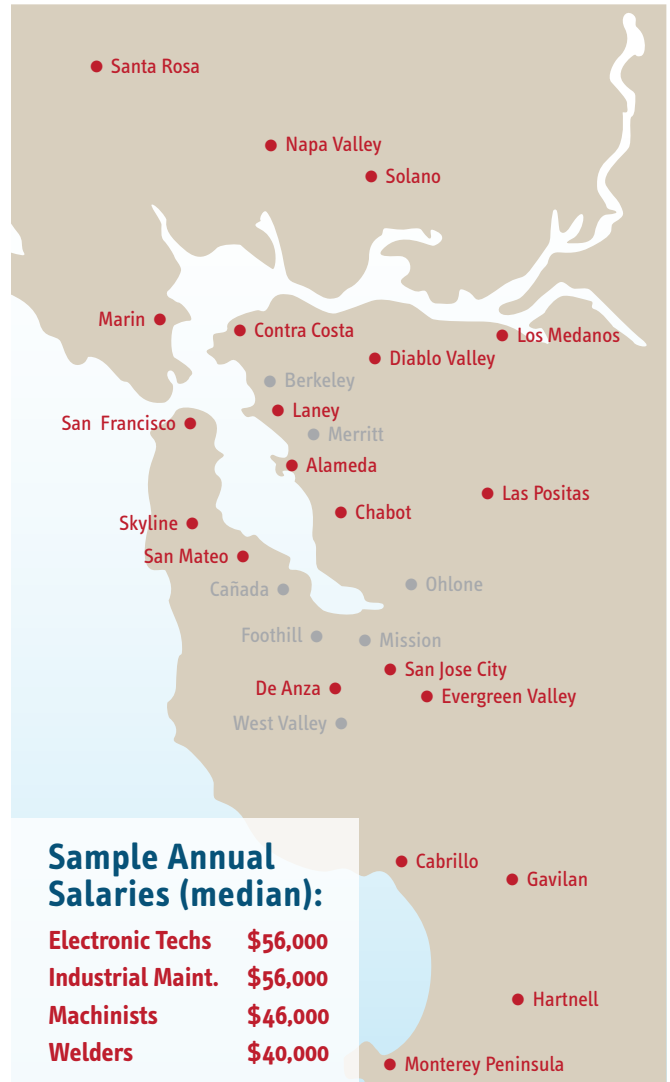 Santa Rosa
Napa Valley
Solano
Marin
Contra Costa
Los Medanos
Diablo Valley
Berkeley
Laney
San Francisco
Merritt
Alameda
Las Positas
Chabot
Skyline
San Mateo
Cañada
Ohlone
Foothill
Mission
San Jose City
De Anza
Evergreen Valley
West Valley
Sample Annual
Salaries (median):
Electronic Techs $56,000
Industrial Maint. $56,000
Machinists $46,000
Welders $40,000
Cabrillo
Gavilan
Hartnell
Monterey Peninsula